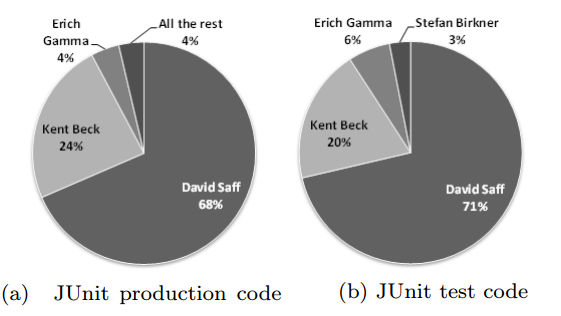 Erich
Gamma
4%
All the rest
4%
Kent Beck
24%
David Saff
68%
(a) JUnit production code
Erich Gamma
6%
Stefan Birkner
3%
Kent Beck
20%
David Saff
71%
(b) JUnit test code